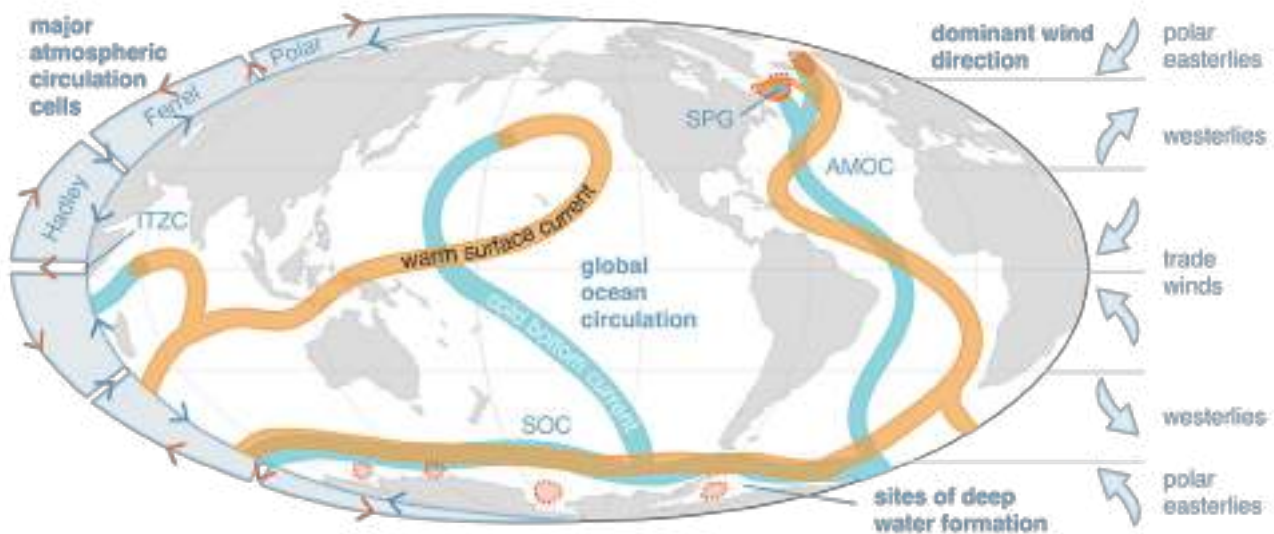 major
atmospheric
circulation
cells
Polar
Ferrel
Hadley
ITZC
SPG
AMOC
warm surface current
cold bottom current
global
ocean
circulation
SOC
sites of deep
water formation
dominant wind
direction
polar
easterlies
westerlies
trade
winds
westerlies
polar
easterlies